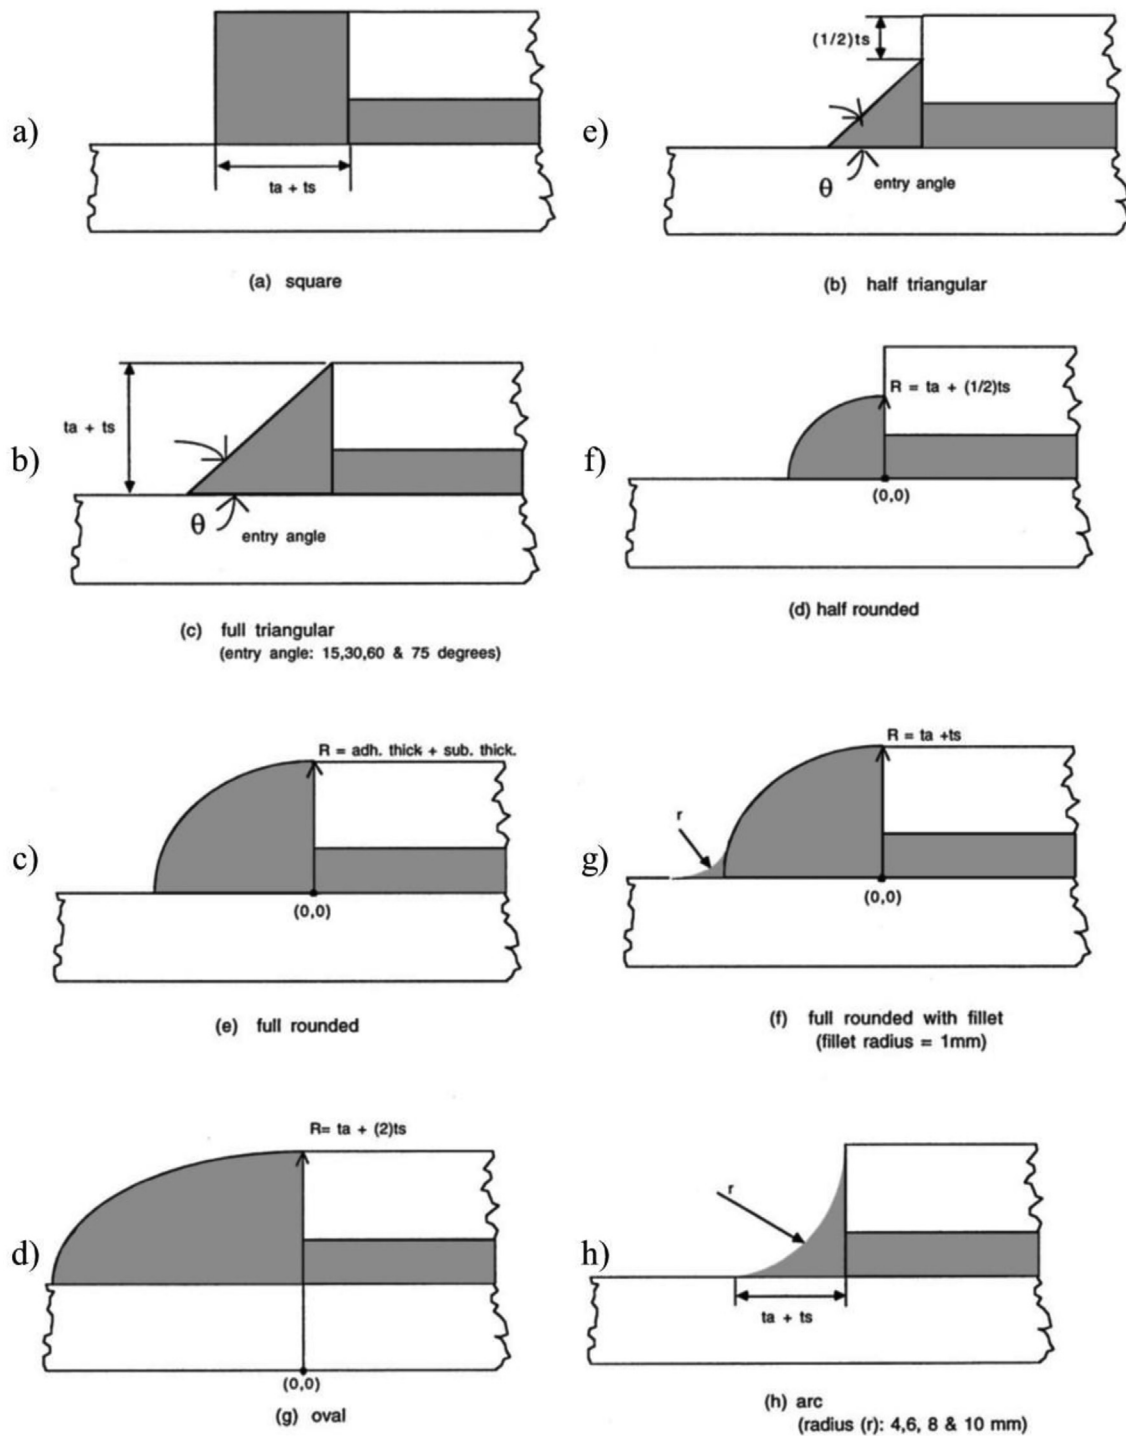 a)
ta + ts
(a) square
(1/2)ts
e)
θ
entry angle
(b) half triangular
ta + ts
b)
θ
entry angle
(c) full triangular
(entry angle: 15,30,60 & 75 degrees)
R = ta + (1/2)ts
f)
(0,0)
(d) half rounded
R = adh. thick + sub. thick.
c)
(0,0)
(e) full rounded
R = ta +ts
r
g)
(0,0)
(f) full rounded with fillet
(fillet radius = 1mm)
R= ta + (2)ts
d)
(0,0)
(g) oval
r
h)
ta + ts
(h) arc
(radius (r): 4,6, 8 & 10 mm)